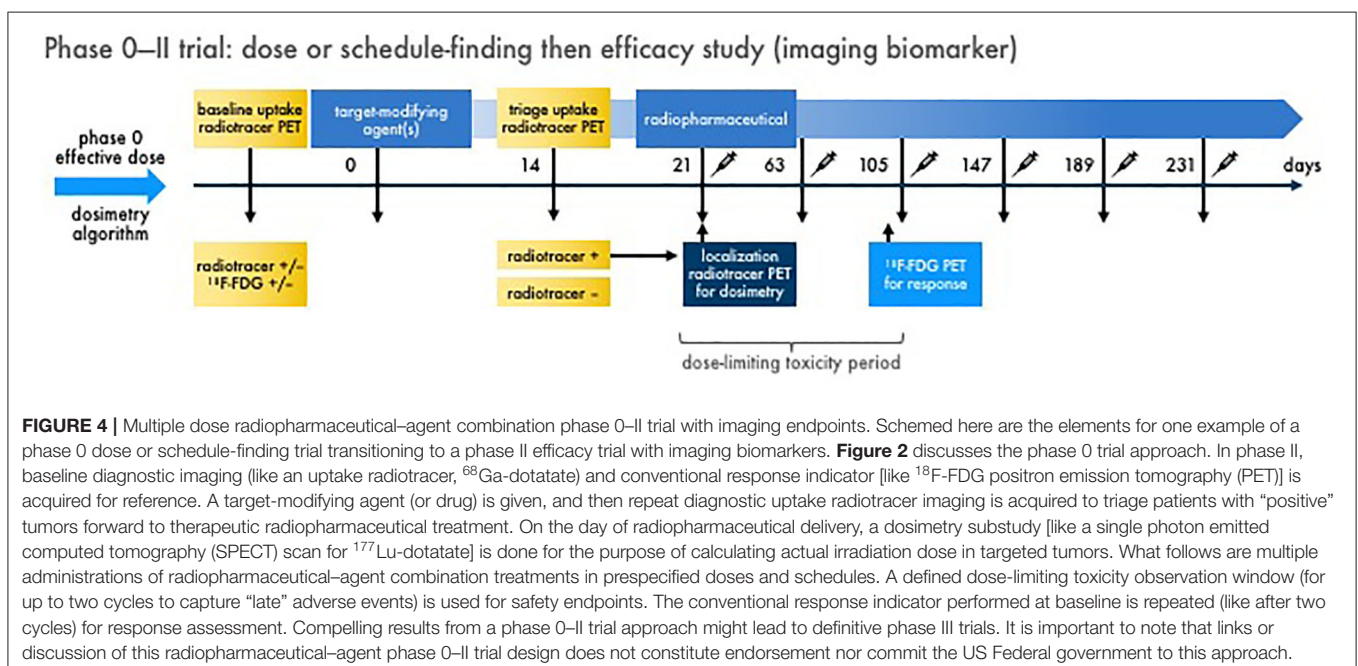 Phase 0–II trial: dose or schedule-finding then efficacy study (imaging biomarker)
baseline uptake
radiotracer PET
target-modifying
agent(s)
triage uptake
radiotracer PET
radiopharmaceutical
phase 0
effective dose
dosimetry
algorithm
0
14
21
63
105
147
189
231
days
radiotracer +/–
¹⁸F-FDG +/–
radiotracer +
radiotracer –
localization
radiotracer PET
for dosimetry
¹⁸F-FDG PET
for response
dose-limiting toxicity period
FIGURE 4 | Multiple dose radiopharmaceutical–agent combination phase 0–II trial with imaging endpoints. Schemed here are the elements for one example of a
phase 0 dose or schedule-finding trial transitioning to a phase II efficacy trial with imaging biomarkers. Figure 2 discusses the phase 0 trial approach. In phase II,
baseline diagnostic imaging (like an uptake radiotracer, ⁶⁸Ga-dotatate) and conventional response indicator [like ¹⁸F-FDG positron emission tomography (PET)] is
acquired for reference. A target-modifying agent (or drug) is given, and then repeat diagnostic uptake radiotracer imaging is acquired to triage patients with “positive”
tumors forward to therapeutic radiopharmaceutical treatment. On the day of radiopharmaceutical delivery, a dosimetry substudy [like a single photon emitted
computed tomography (SPECT) scan for ¹⁷⁷Lu-dotatate] is done for the purpose of calculating actual irradiation dose in targeted tumors. What follows are multiple
administrations of radiopharmaceutical–agent combination treatments in prespecified doses and schedules. A defined dose-limiting toxicity observation window (for
up to two cycles to capture “late” adverse events) is used for safety endpoints. The conventional response indicator performed at baseline is repeated (like after two
cycles) for response assessment. Compelling results from a phase 0–II trial approach might lead to definitive phase III trials. It is important to note that links or
discussion of this radiopharmaceutical–agent phase 0–II trial design does not constitute endorsement nor commit the US Federal government to this approach.